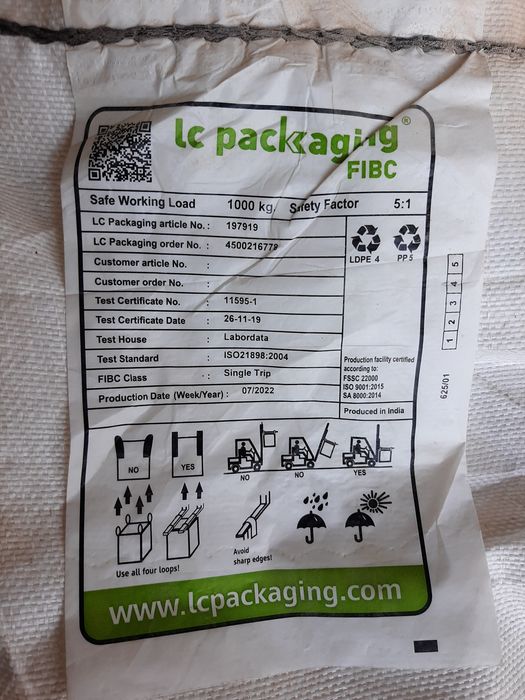 lc packaging®
FIBC
Safe Working Load 1000 kg. Safety Factor 5:1
LC Packaging article No. : 197919
LC Packaging order No. : 4500216779
Customer article No. :
Customer order No. :
Test Certificate No. : 11595-1
Test Certificate Date : 26-11-19
Test House : Labordata
Test Standard : ISO21898:2004
FIBC Class : Single Trip
Production Date (Week/Year) : 07/2022
LDPE 4 PP 5
Production facility certified
according to:
FSSC 22000
ISO 9001:2015
SA 8000:2014
Produced in India
1 2 3 4 5
625/01
NO YES NO NO YES
Use all four loops!
Avoid
sharp edges!
www.lcpackaging.com